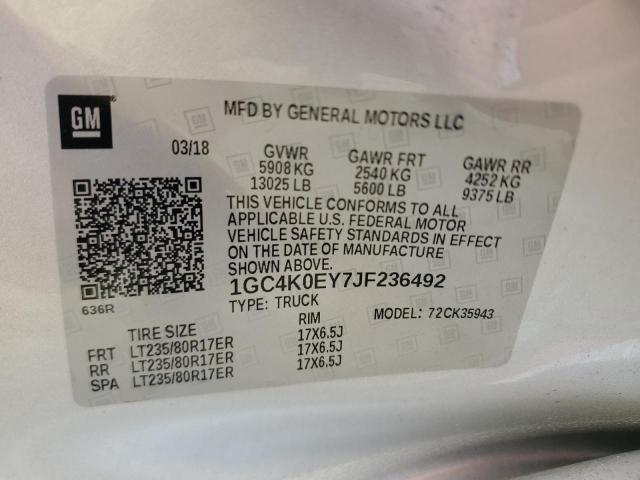 GM
MFD BY GENERAL MOTORS LLC
03/18 GVWR GAWR FRT GAWR RR
5908 KG 2540 KG 4252 KG
13025 LB 5600 LB 9375 LB
THIS VEHICLE CONFORMS TO ALL
APPLICABLE U.S. FEDERAL MOTOR
VEHICLE SAFETY STANDARDS IN EFFECT
ON THE DATE OF MANUFACTURE
SHOWN ABOVE.
1GC4K0EY7JF236492
636R TYPE: TRUCK MODEL: 72CK35943
TIRE SIZE RIM
FRT LT235/80R17ER 17X6.5J
RR LT235/80R17ER 17X6.5J
SPA LT235/80R17ER 17X6.5J